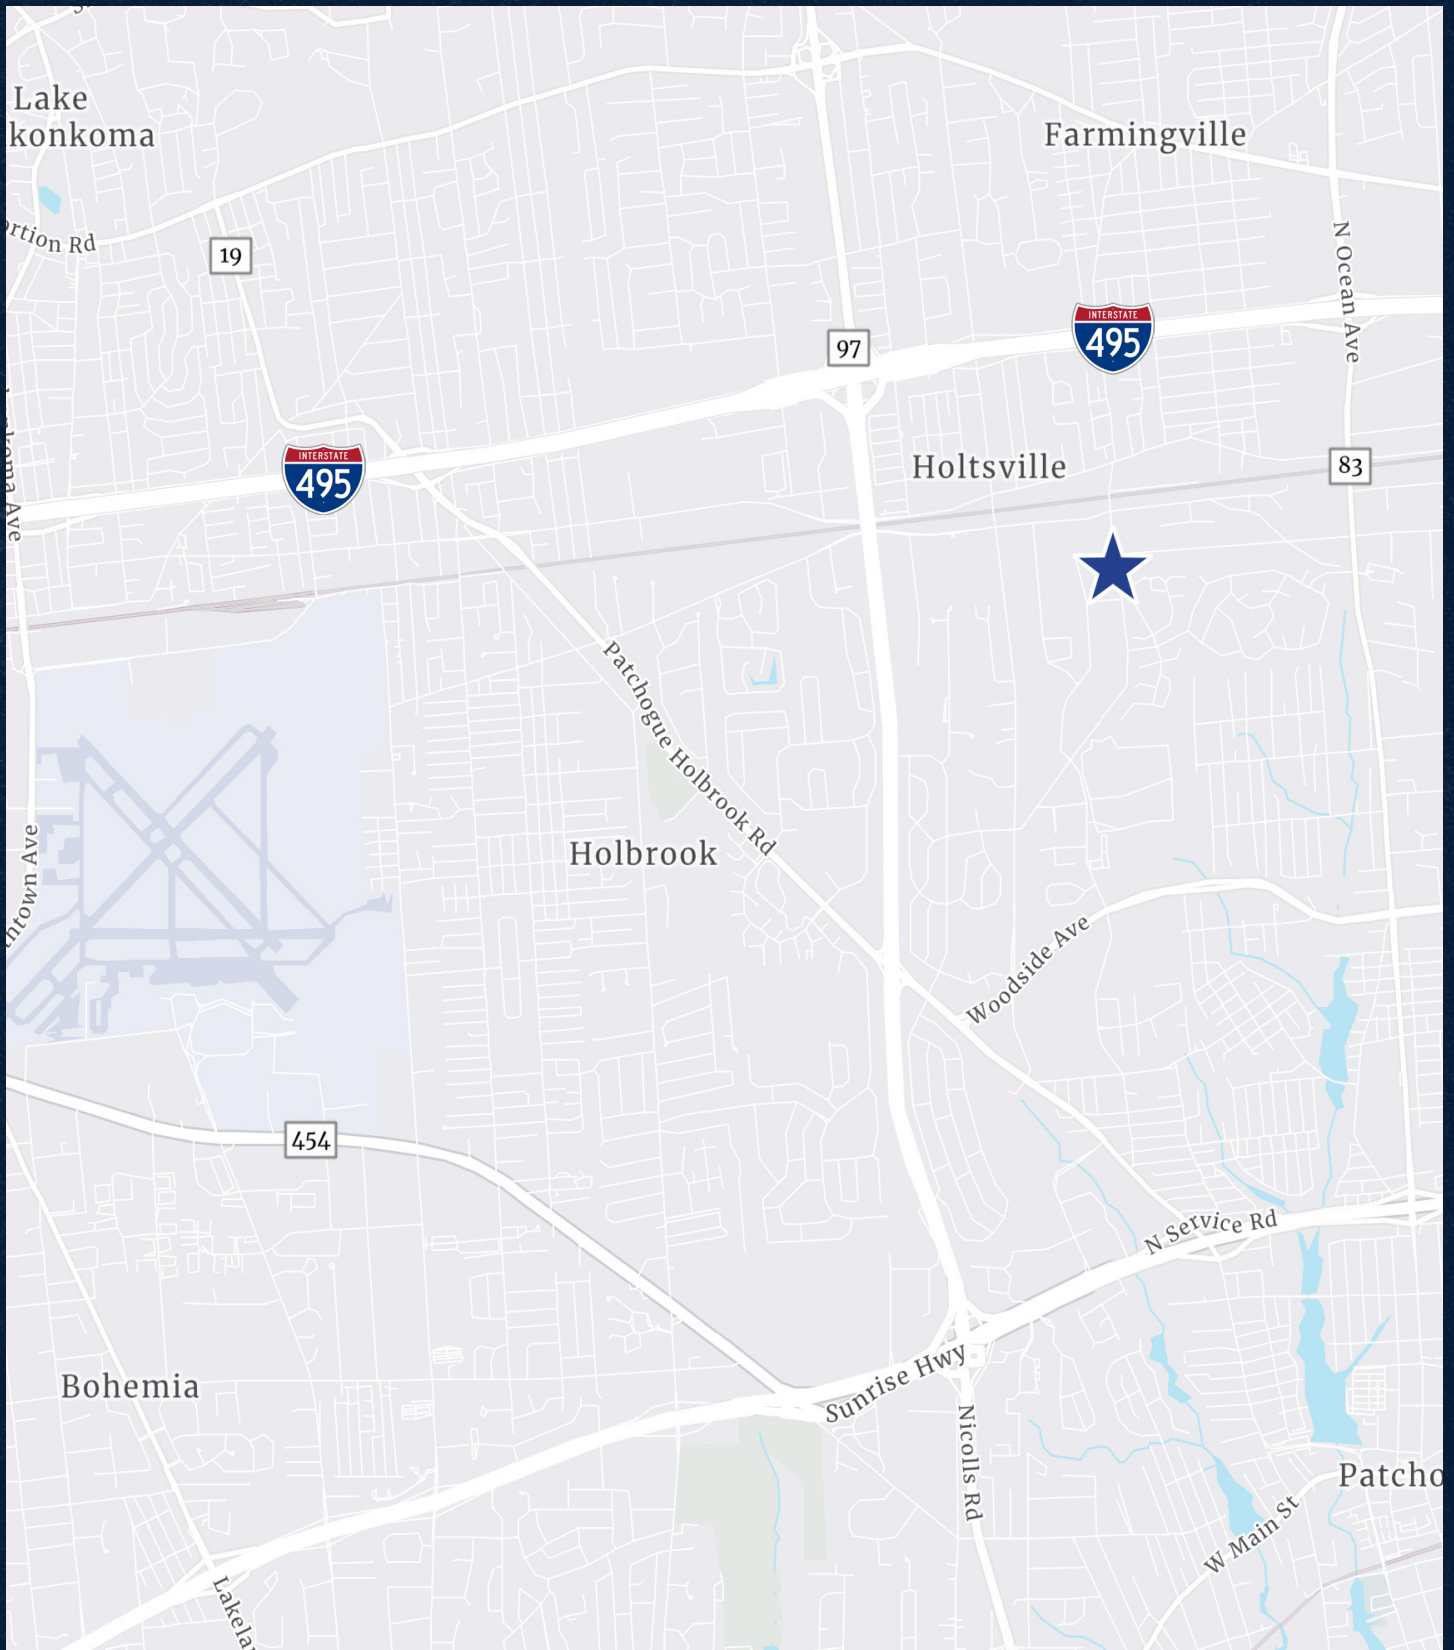 Lake
konkoma
Farmingville
ortion Rd
19
N Ocean Ave
INTERSTATE
495
97
INTERSTATE
495
Holtsville
83
Patchogue Holbrook Rd
Holbrook
htown Ave
Woodside Ave
454
N Service Rd
Sunrise Hwy
Bohemia
Nicolls Rd
Patcho
W Main St
Lakela